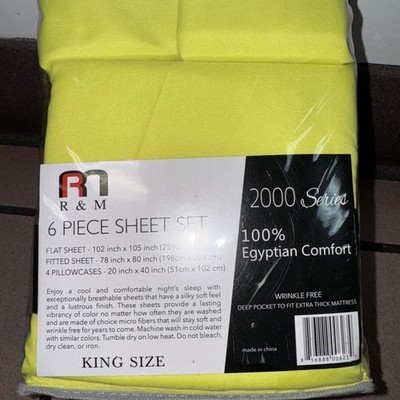 RM
R & M
6 PIECE SHEET SET
FLAT SHEET - 102 inch x 105 inch
FITTED SHEET - 78 inch x 80 inch
4 PILLOWCASES - 20 inch x 40 inch (51cm x 102 cm)
Enjoy a cool and comfortable night's sleep with
exceptionally breathable sheets that have a silky soft feel
and a lustrous finish. These sheets provide a lasting
vibrancy of color no matter how often they are washed
and are made of choice micro fibers that will stay soft and
wrinkle free for years to come. Machine wash in cold water
with similar colors. Tumble dry on low heat. Do not bleach,
dry clean, or iron.
KING SIZE
2000 Series
100%
Egyptian Comfort
WRINKLE FREE
DEEP POCKET TO FIT EXTRA THICK MATTRESS
made in china